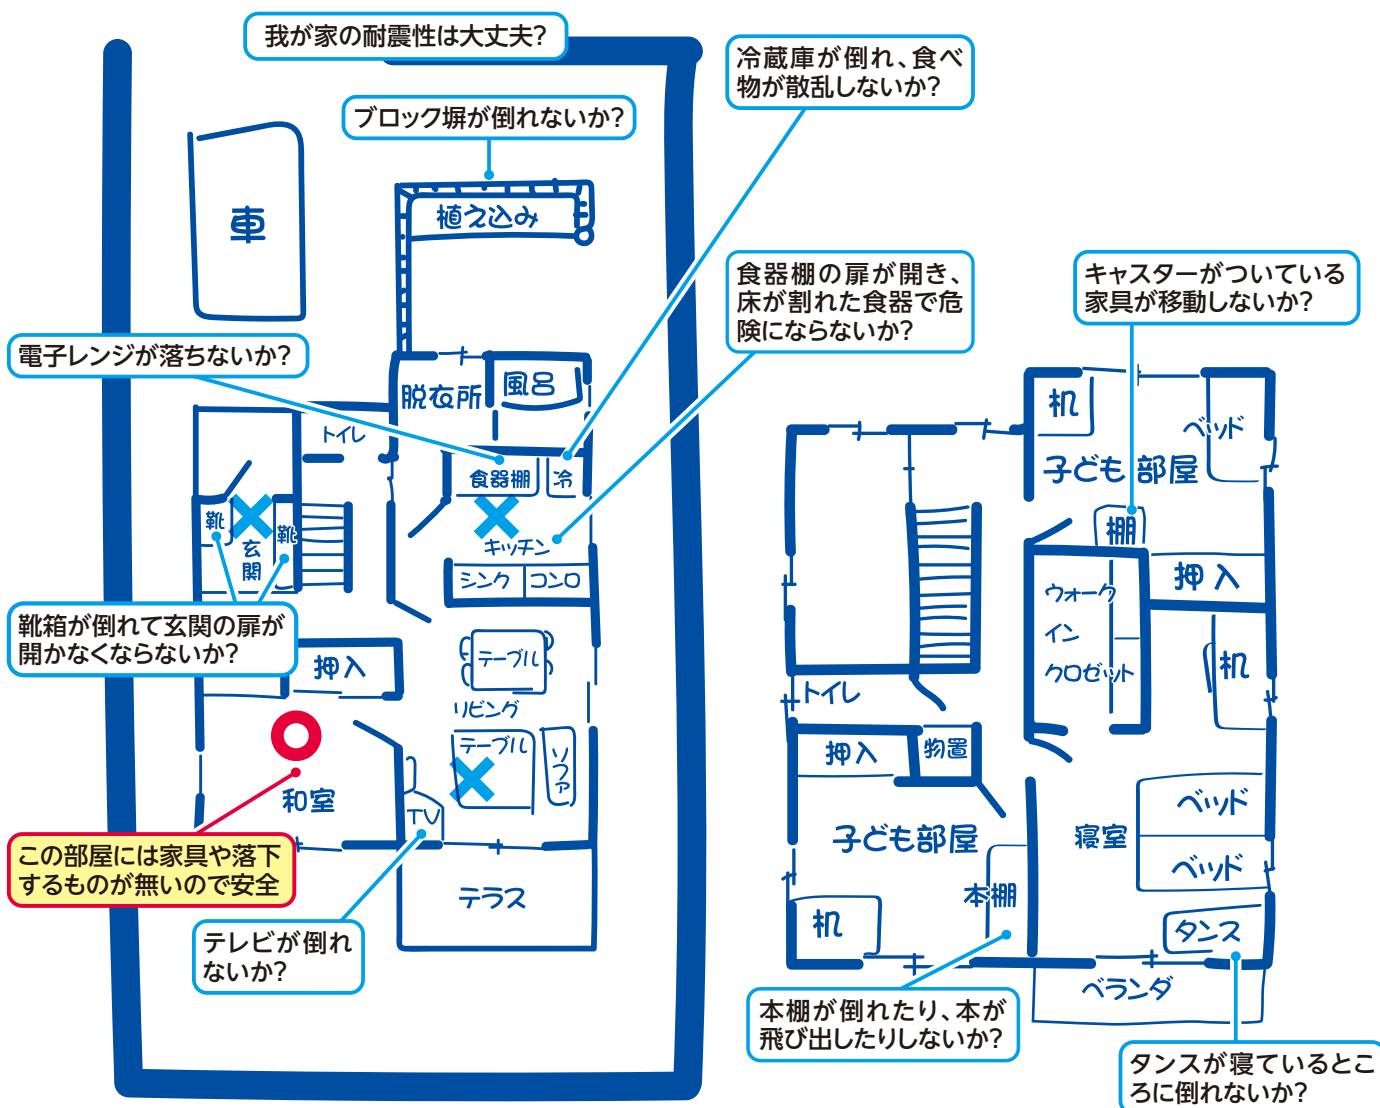 我が家の耐震性は大丈夫?
冷蔵庫が倒れ、食べ
物が散乱しないか?
ブロック塀が倒れないか?
車
植え込み
食器棚の扉が開き、
床が割れた食器で危
険にならないか?
電子レンジが落ちないか?
脱衣所
風呂
トイレ
食器棚
冷
靴
靴
玄
関
キッチン
シンク
コンロ
靴箱が倒れて玄関の扉が
開かなくならないか?
押入
テーブル
リビング
テーブル
ソファ
和室
TV
この部屋には家具や落下
するものが無いので安全
テラス
テレビが倒れ
ないか?
キャスターがついている
家具が移動しないか?
机
ベッド
子ども部屋
棚
押入
ウォーク
イン
クロゼット
机
トイレ
押入
物置
ベッド
子ども部屋
寝室
ベッド
本棚
机
タンス
ベランダ
本棚が倒れたり、本が
飛び出したりしないか?
タンスが寝ているとこ
ろに倒れないか?